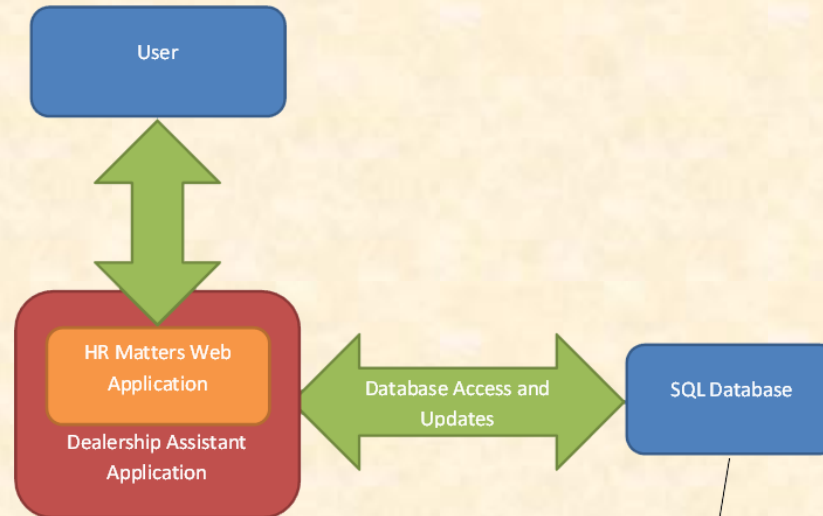 User
HR Matters Web
Application
Dealership Assistant
Application
Database Access and
Updates
SQL Database